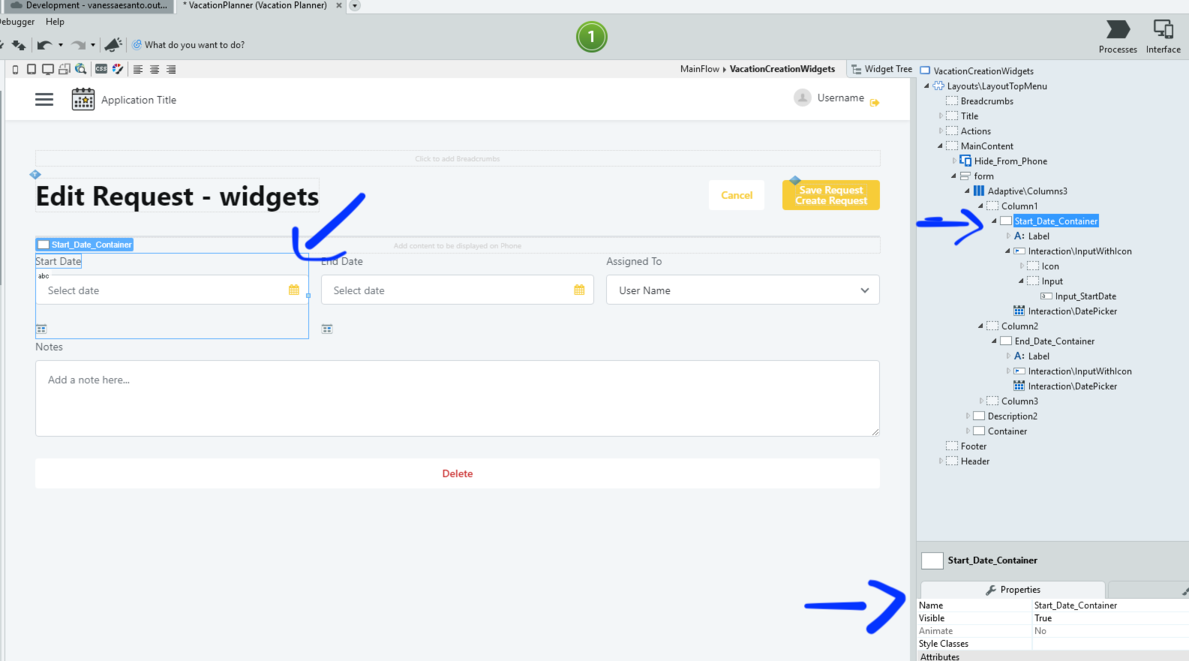 Development - vanessaesanto.out...
* VacationPlanner (Vacation Planner)
ebugger Help
What do you want to do?
1
Processes
Interface
CSS
MainFlow VacationCreationWidgets
Widget Tree
Application Title
Username
Click to add Breadcrumbs
Edit Request - widgets
Cancel
Save Request
Create Request
Start_Date_Container
Add content to be displayed on Phone
Start Date
End Date
Assigned To
abc
Select date
Select date
User Name
Notes
Add a note here...
Delete
VacationCreationWidgets
Layouts\LayoutTopMenu
Breadcrumbs
Title
Actions
MainContent
Hide_From_Phone
form
Adaptive\Columns3
Column1
Start_Date_Container
A: Label
Interaction\InputWithIcon
Icon
Input
Input_StartDate
Interaction\DatePicker
Column2
End_Date_Container
A: Label
Interaction\InputWithIcon
Interaction\DatePicker
Column3
Description2
Container
Footer
Header
Start_Date_Container
Properties
Name Start_Date_Container
Visible True
Animate No
Style Classes
Attributes